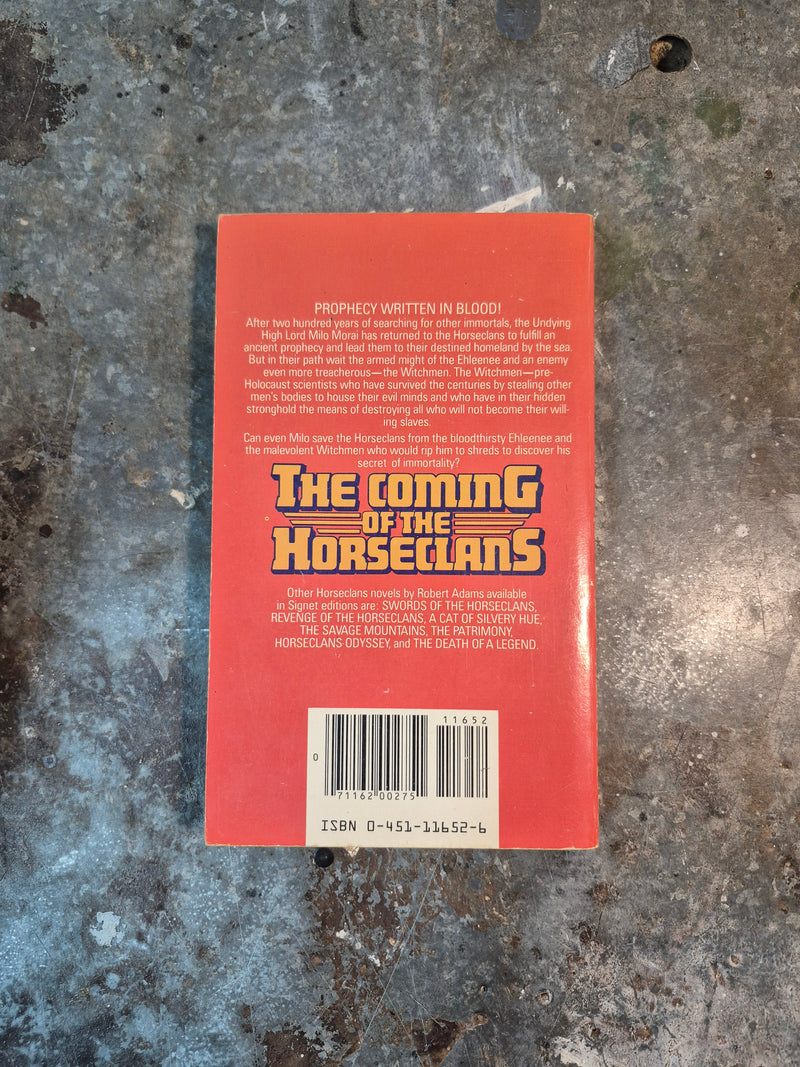 PROPHECY WRITTEN IN BLOOD!
After two hundred years of searching for other immortals, the Undying
High Lord Milo Morai has returned to the Horseclans to fulfill an
ancient prophecy and lead them to their destined homeland by the sea.
But in their path wait the armed might of the Ehleenee and an enemy
even more treacherous—the Witchmen. The Witchmen—pre-
Holocaust scientists who have survived the centuries by stealing other
men's bodies to house their evil minds and who have in their hidden
stronghold the means of destroying all who will not become their will-
ing slaves.
Can even Milo save the Horseclans from the bloodthirsty Ehleenee and
the malevolent Witchmen who would rip him to shreds to discover his
secret of immortality?
THE COMING
OF THE
HORSECLANS
Other Horseclans novels by Robert Adams available
in Signet editions are: SWORDS OF THE HORSECLANS,
REVENGE OF THE HORSECLANS, A CAT OF SILVERY HUE,
THE SAVAGE MOUNTAINS, THE PATRIMONY,
HORSECLANS ODYSSEY, and THE DEATH OF A LEGEND.
11652
0
71162 00275
ISBN 0-451-11652-6